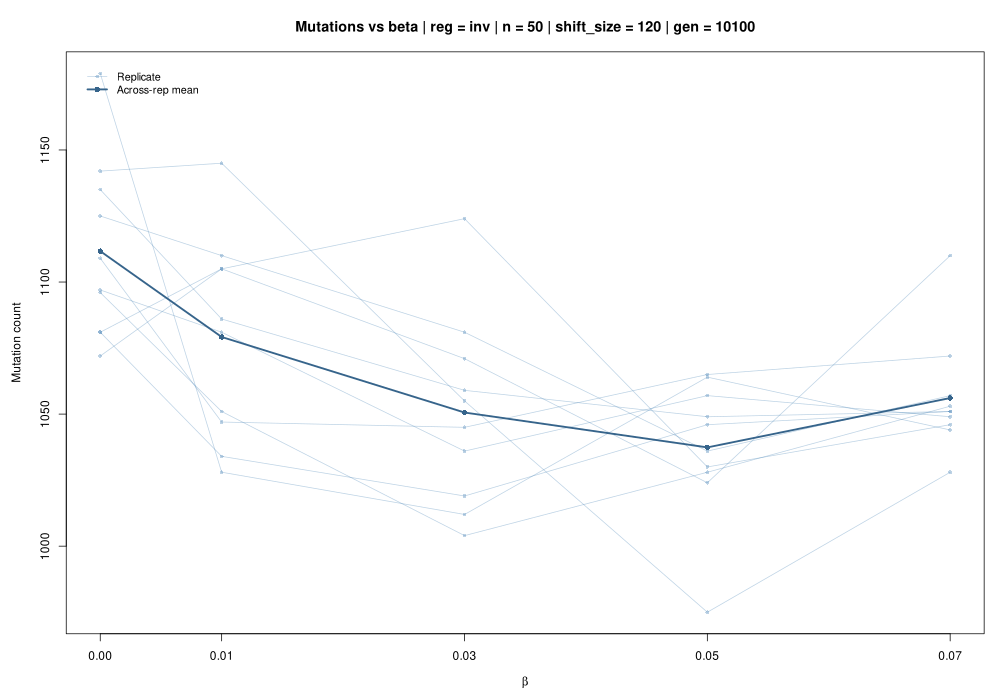 Mutations vs beta | reg = inv | n = 50 | shift_size = 120 | gen = 10100
Replicate
Across-rep mean
Mutation count
1150
1100
1050
1000
0.00
0.01
0.03
0.05
0.07
β